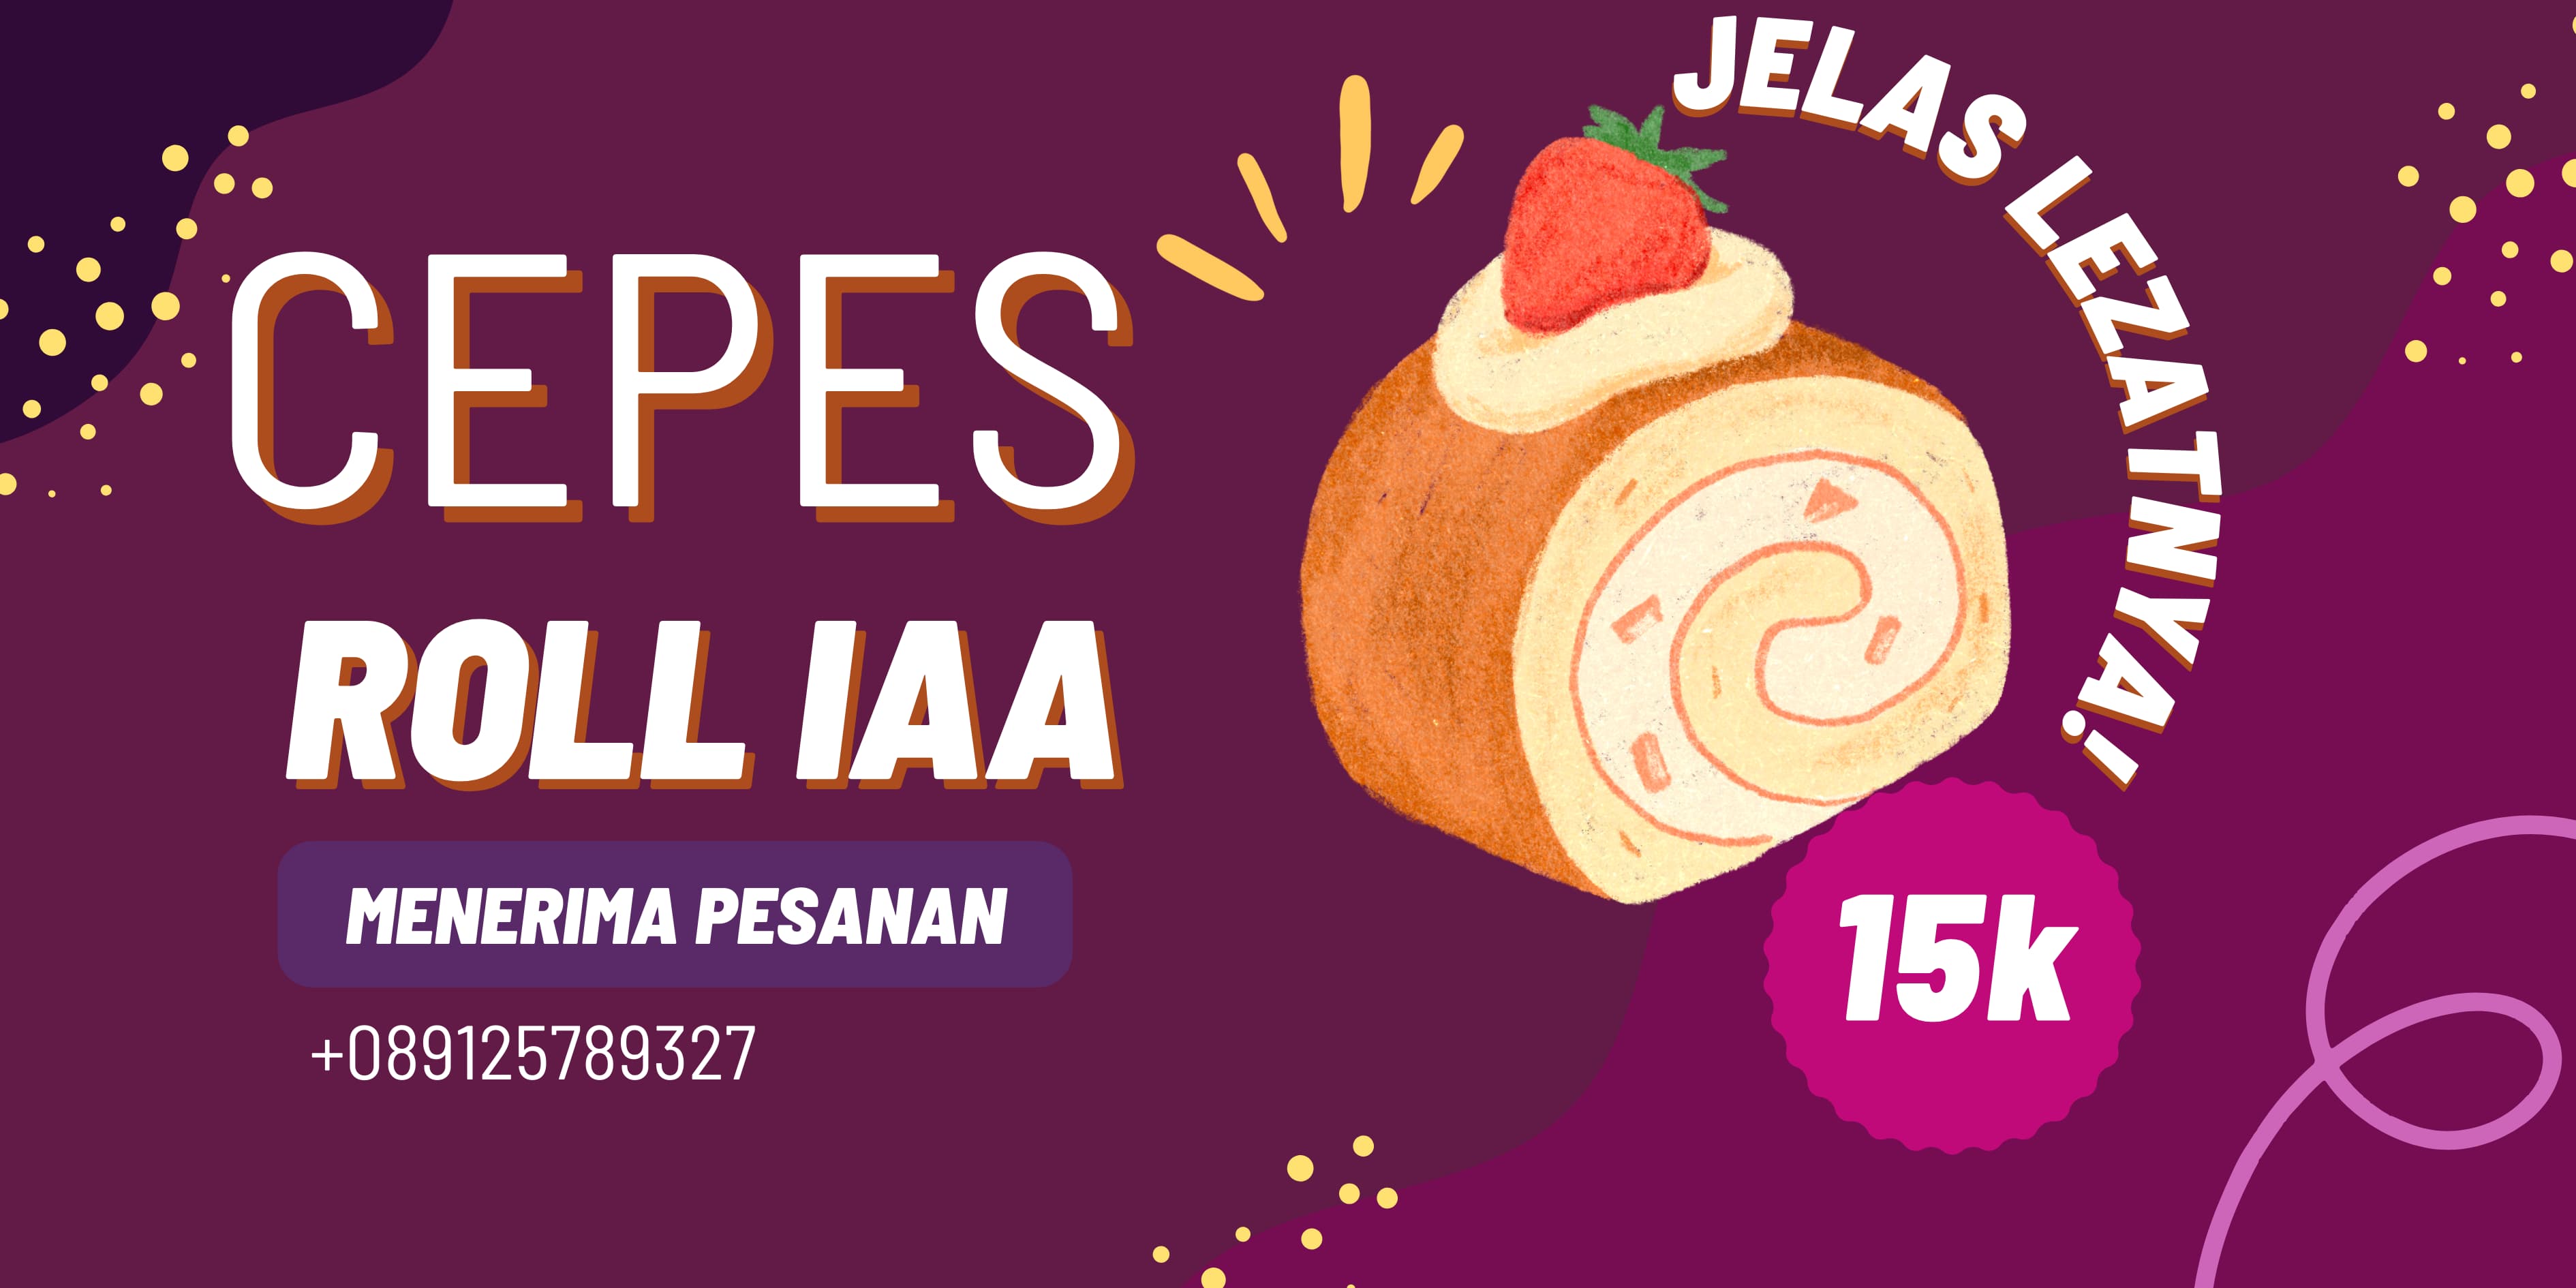 CEPES
ROLL IAA
MENERIMA PESANAN
+089125789327
JELAS LEZATNYA!
15k